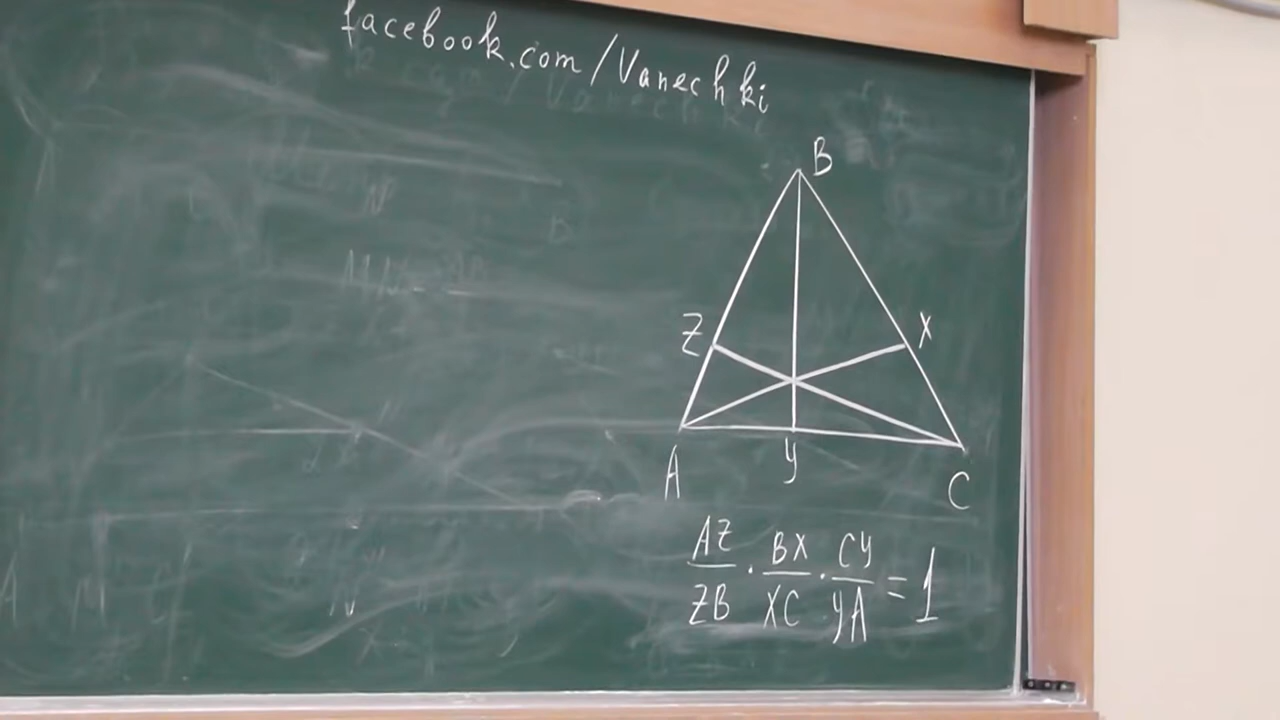 facebook.com/Vanechki
B
Z X
A y C
AZ/ZB · BX/XC · CY/YA = 1